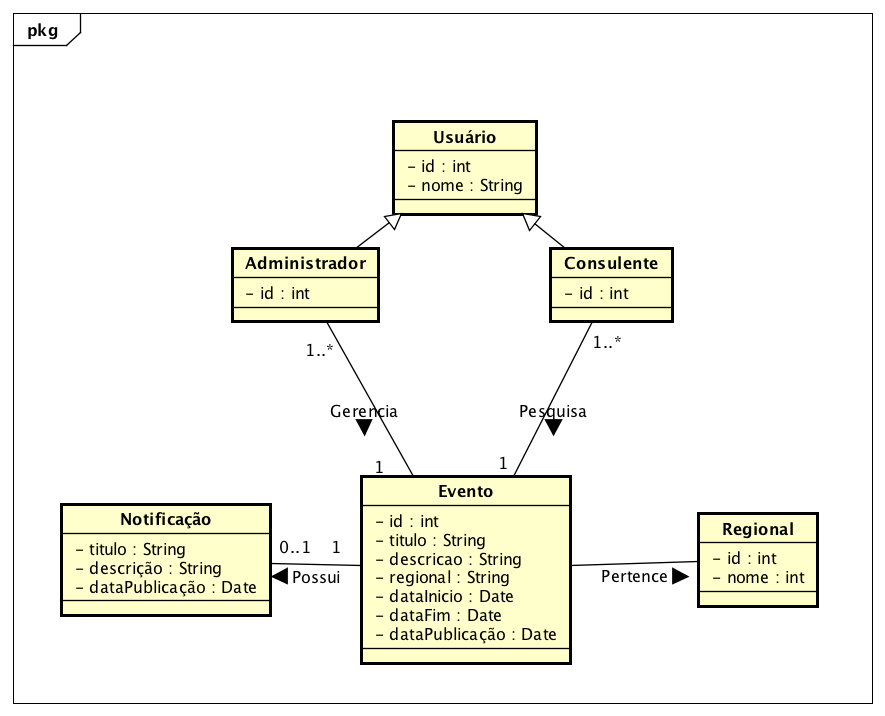 pkg
Usuário
- id : int
- nome : String
Administrador
- id : int
Consulente
- id : int
1..*
1..*
Gerencia
Pesquisa
1
1
Evento
- id : int
- titulo : String
- descricao : String
- regional : String
- dataInicio : Date
- dataFim : Date
- dataPublicação : Date
Notificação
- titulo : String
- descrição : String
- dataPublicação : Date
0..1
1
Possui
Regional
- id : int
- nome : int
Pertence